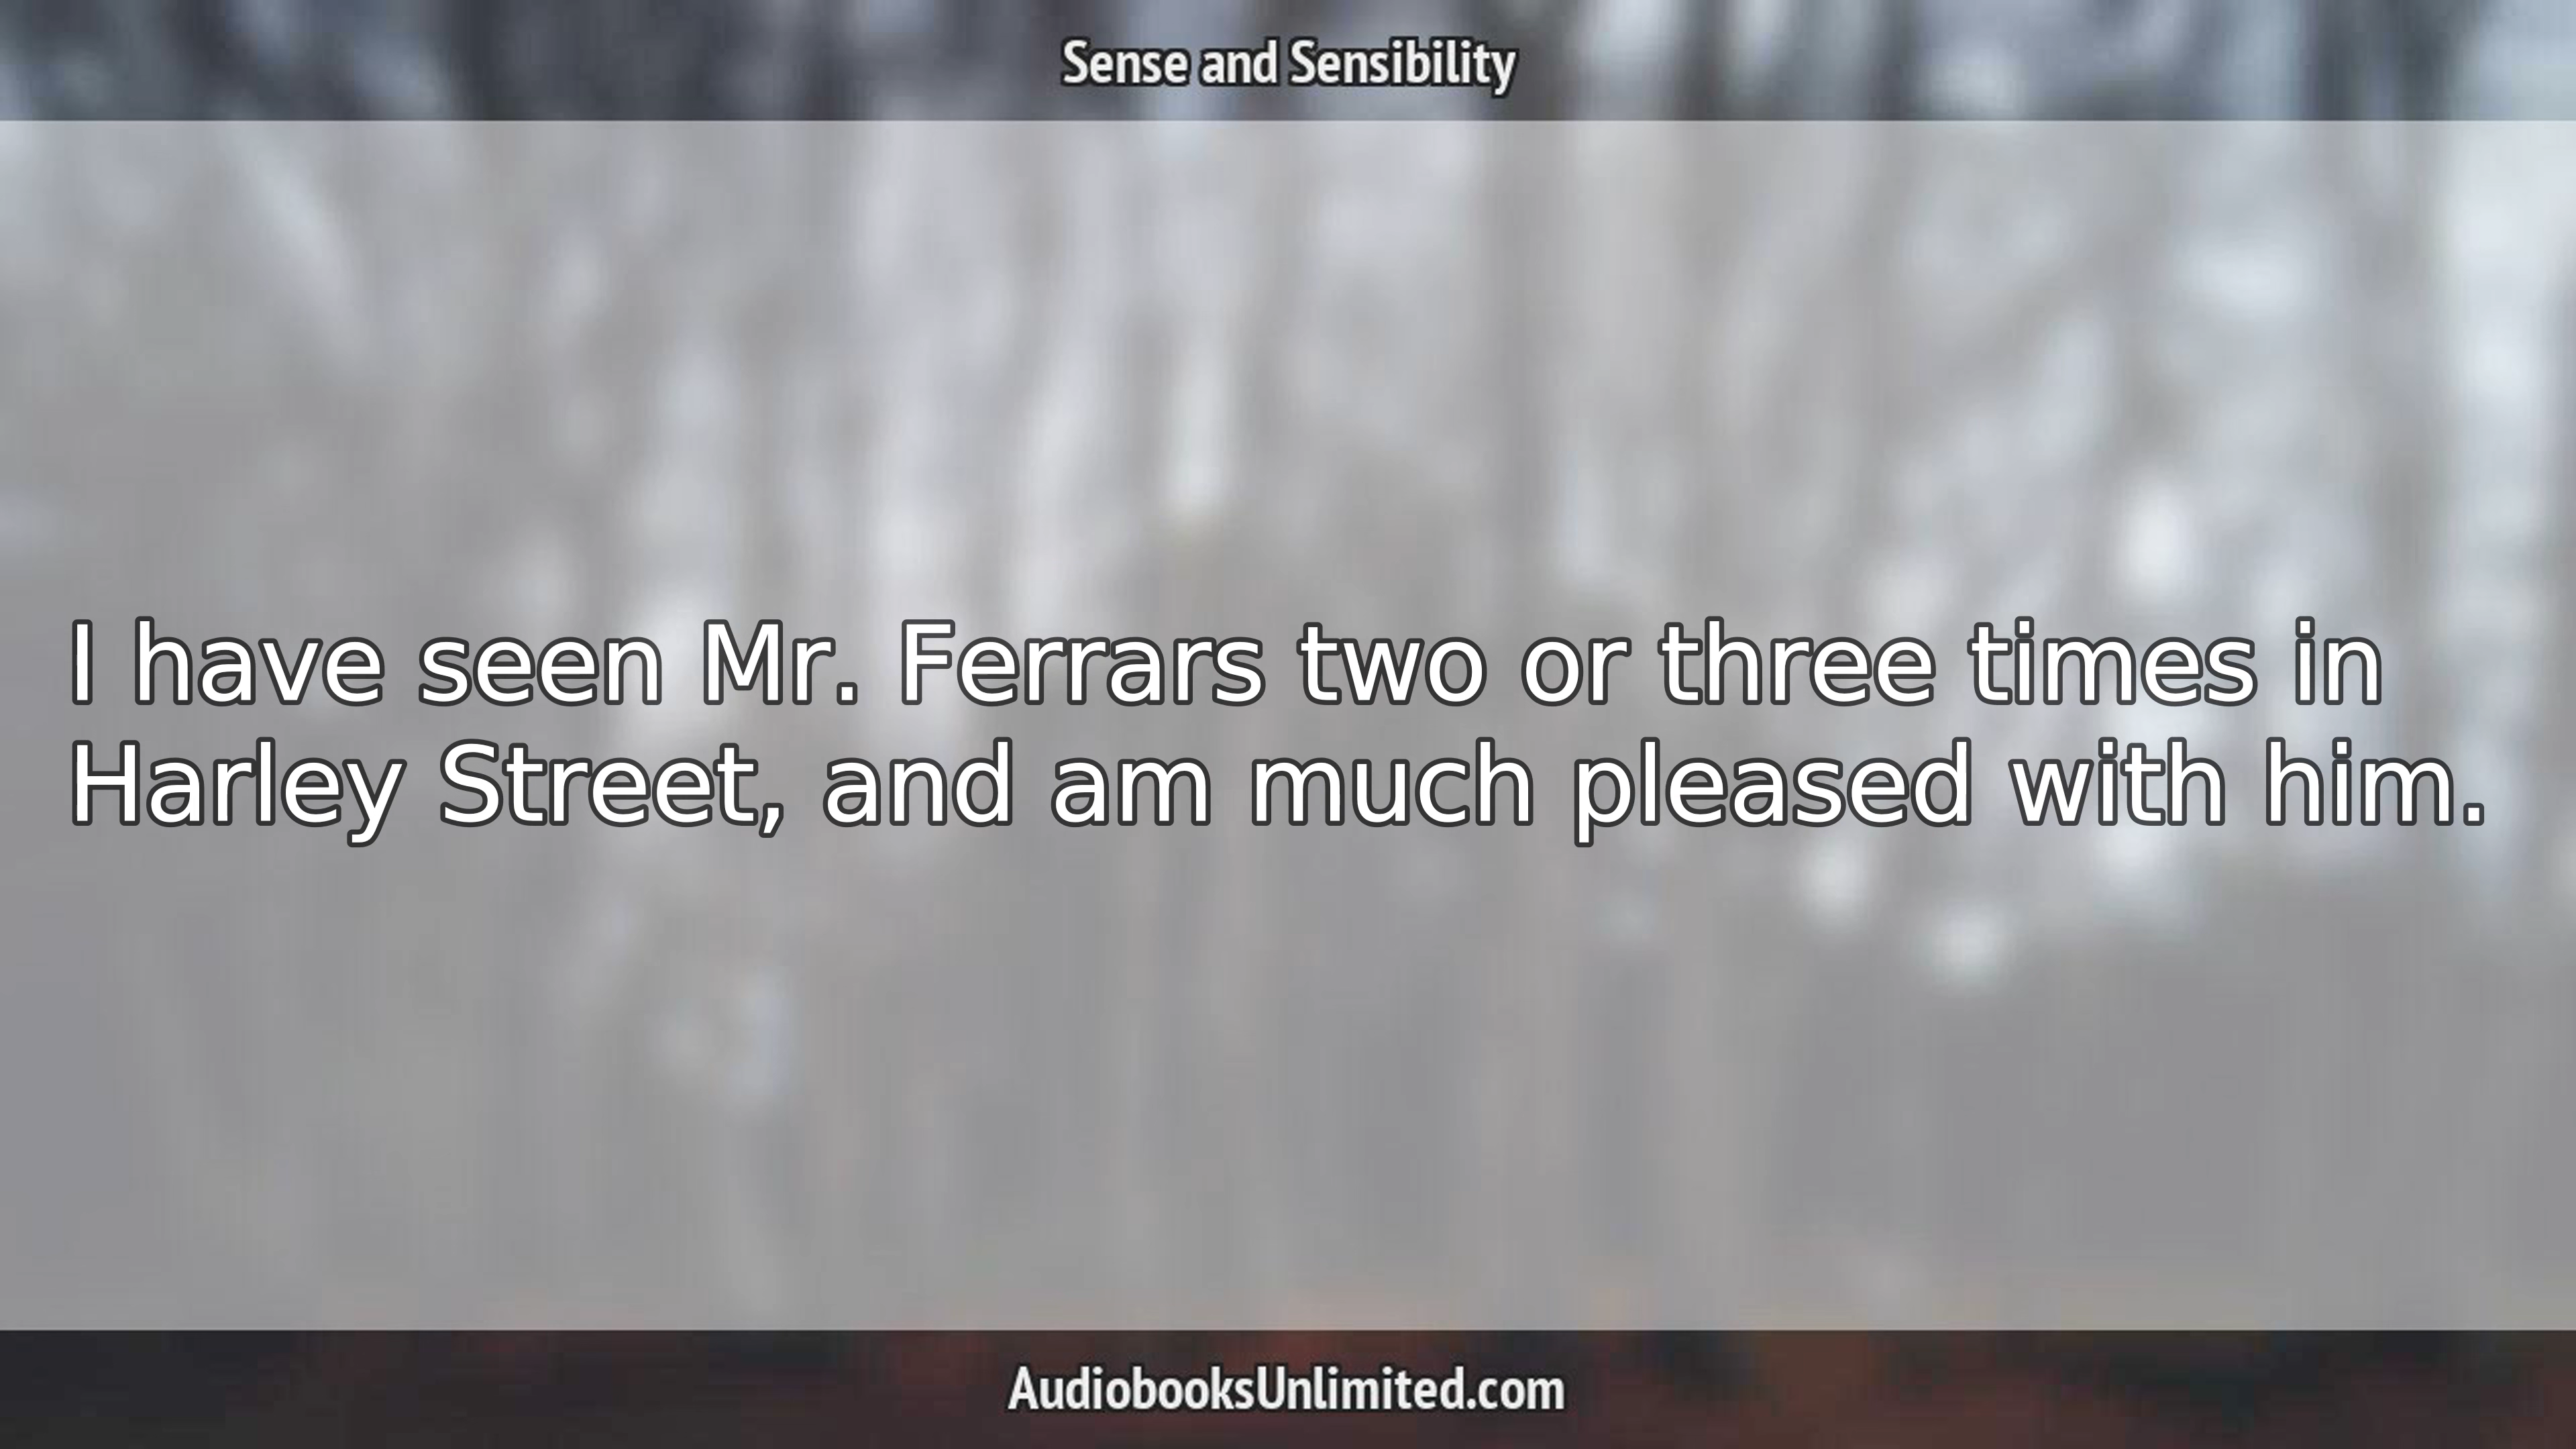 Sense and Sensibility
I have seen Mr. Ferrars two or three times in
Harley Street, and am much pleased with him.
AudiobooksUnlimited.com